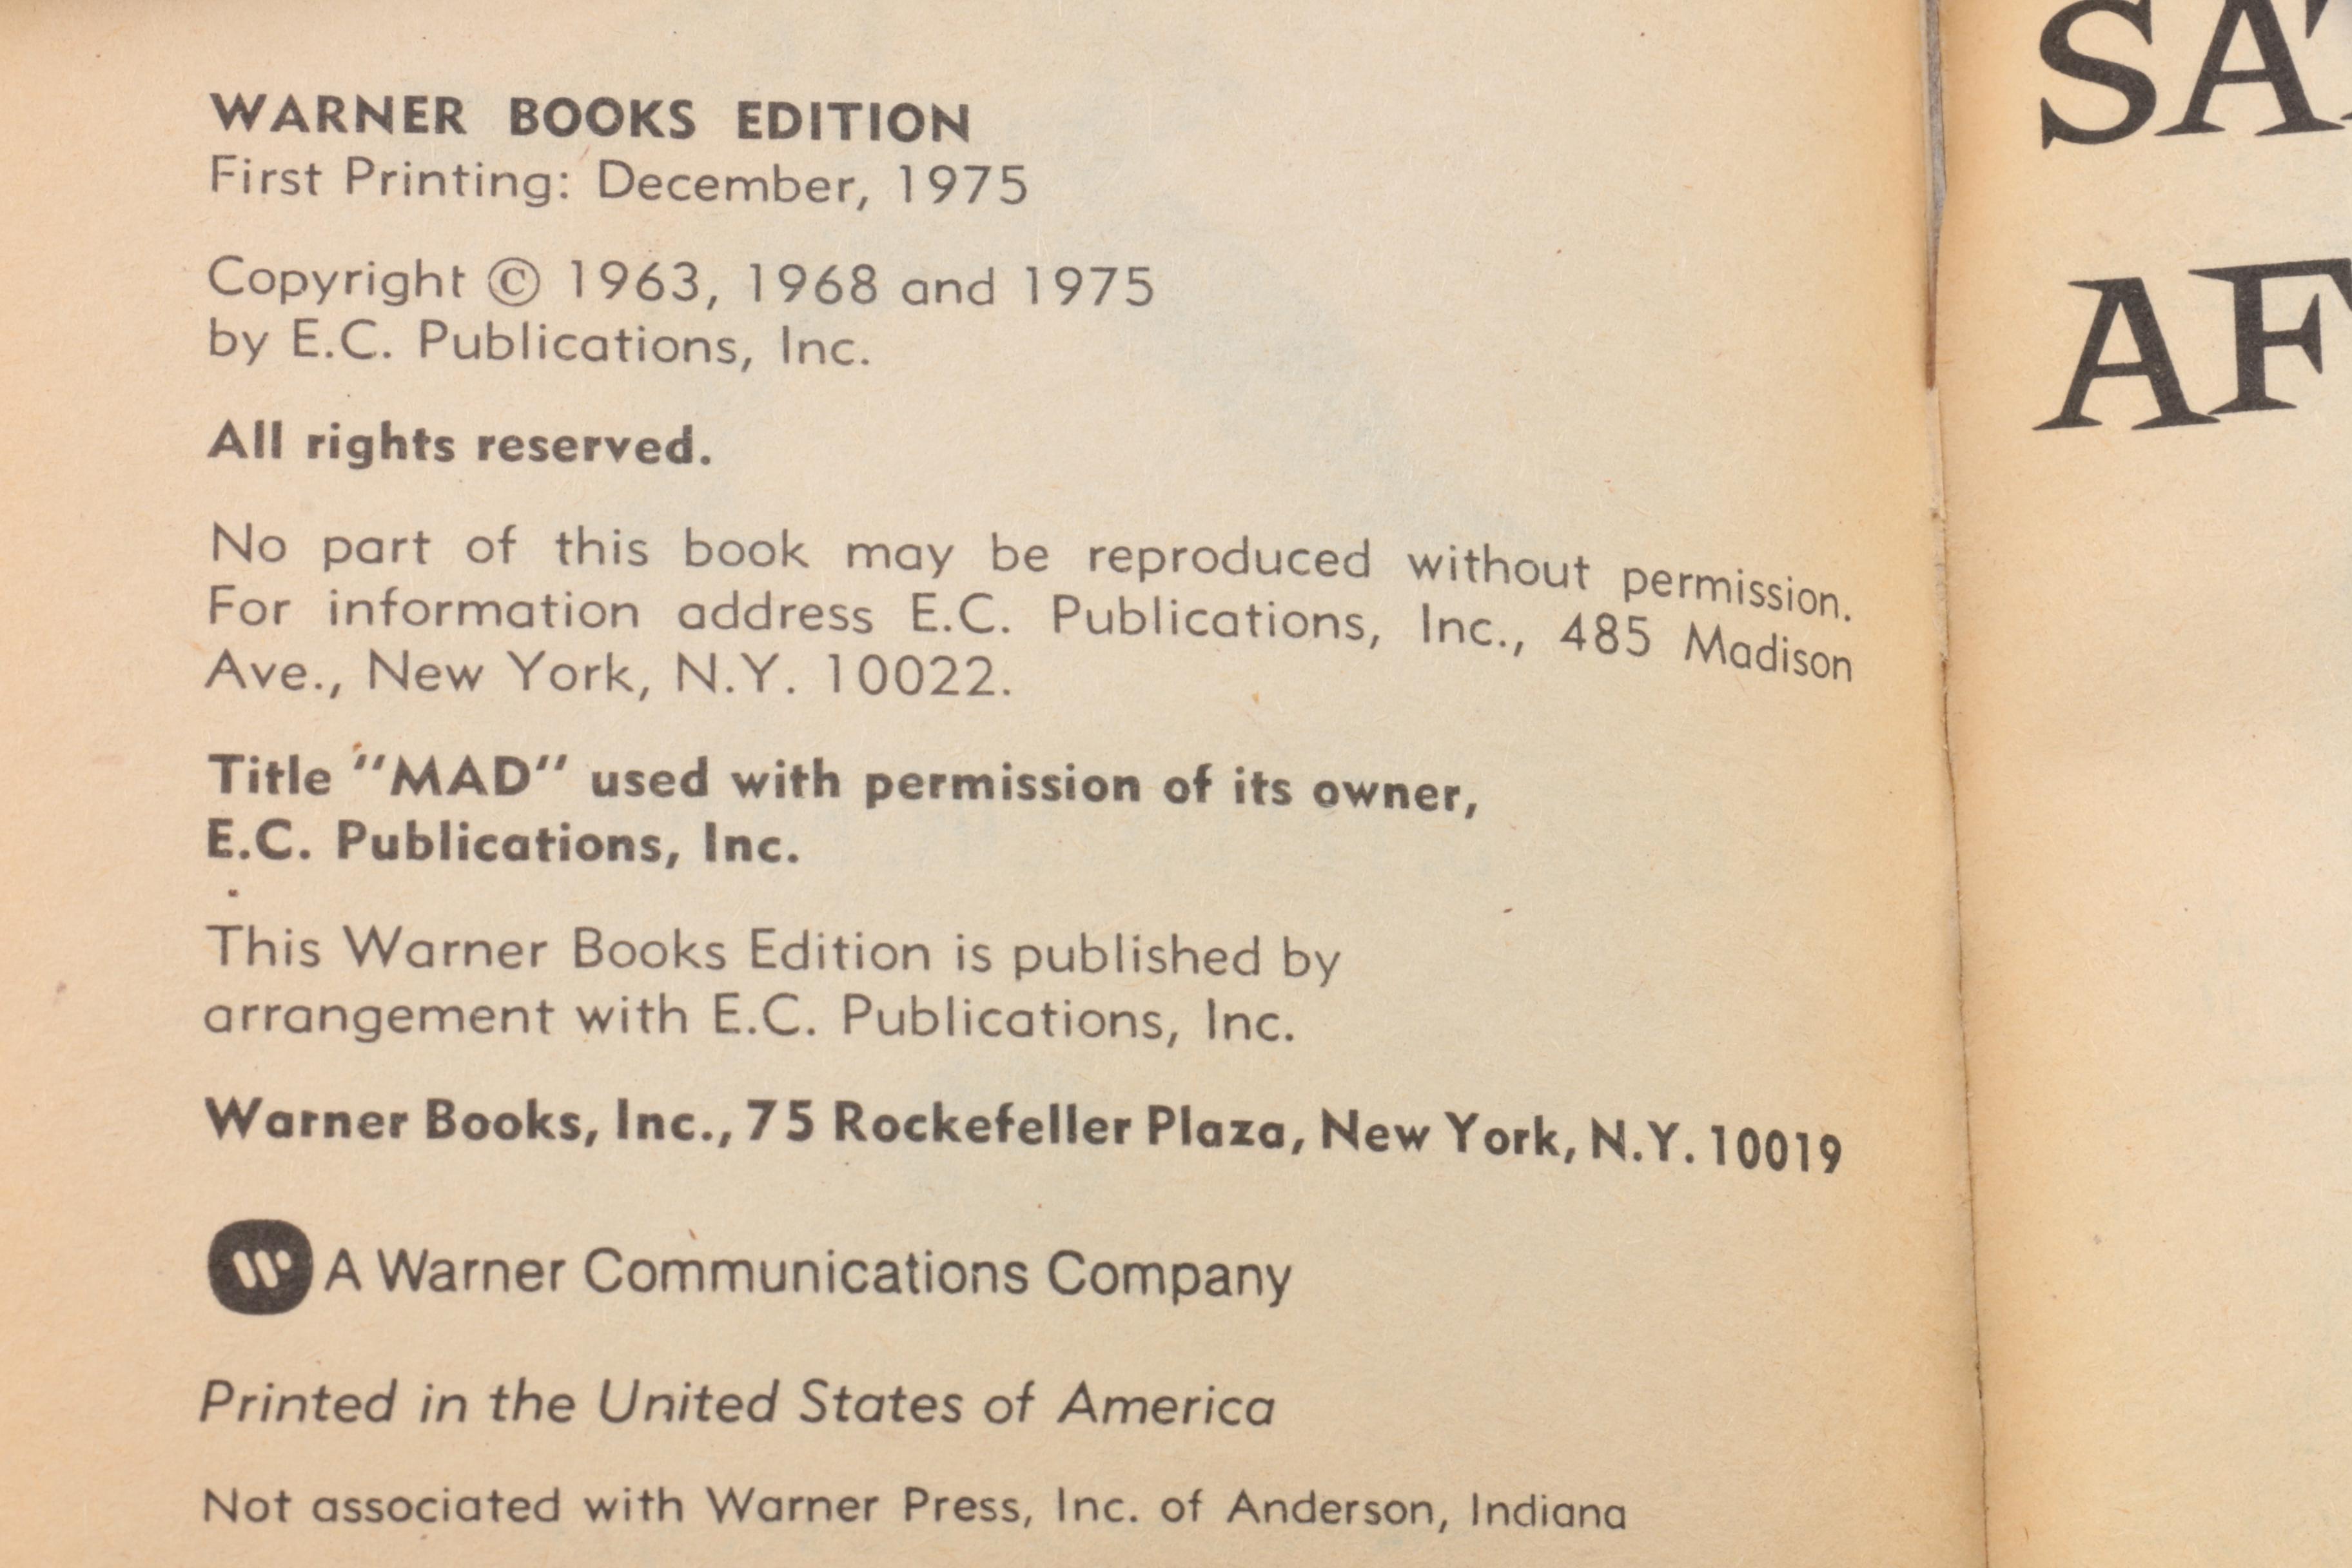 WARNER BOOKS EDITION
First Printing: December, 1975
Copyright © 1963, 1968 and 1975
by E.C. Publications, Inc.
All rights reserved.
No part of this book may be reproduced without permission.
For information address E.C. Publications, Inc., 485 Madison
Ave., New York, N.Y. 10022.
Title "MAD" used with permission of its owner,
E.C. Publications, Inc.
This Warner Books Edition is published by
arrangement with E.C. Publications, Inc.
Warner Books, Inc., 75 Rockefeller Plaza, New York, N.Y. 10019
A Warner Communications Company
Printed in the United States of America
Not associated with Warner Press, Inc. of Anderson, Indiana